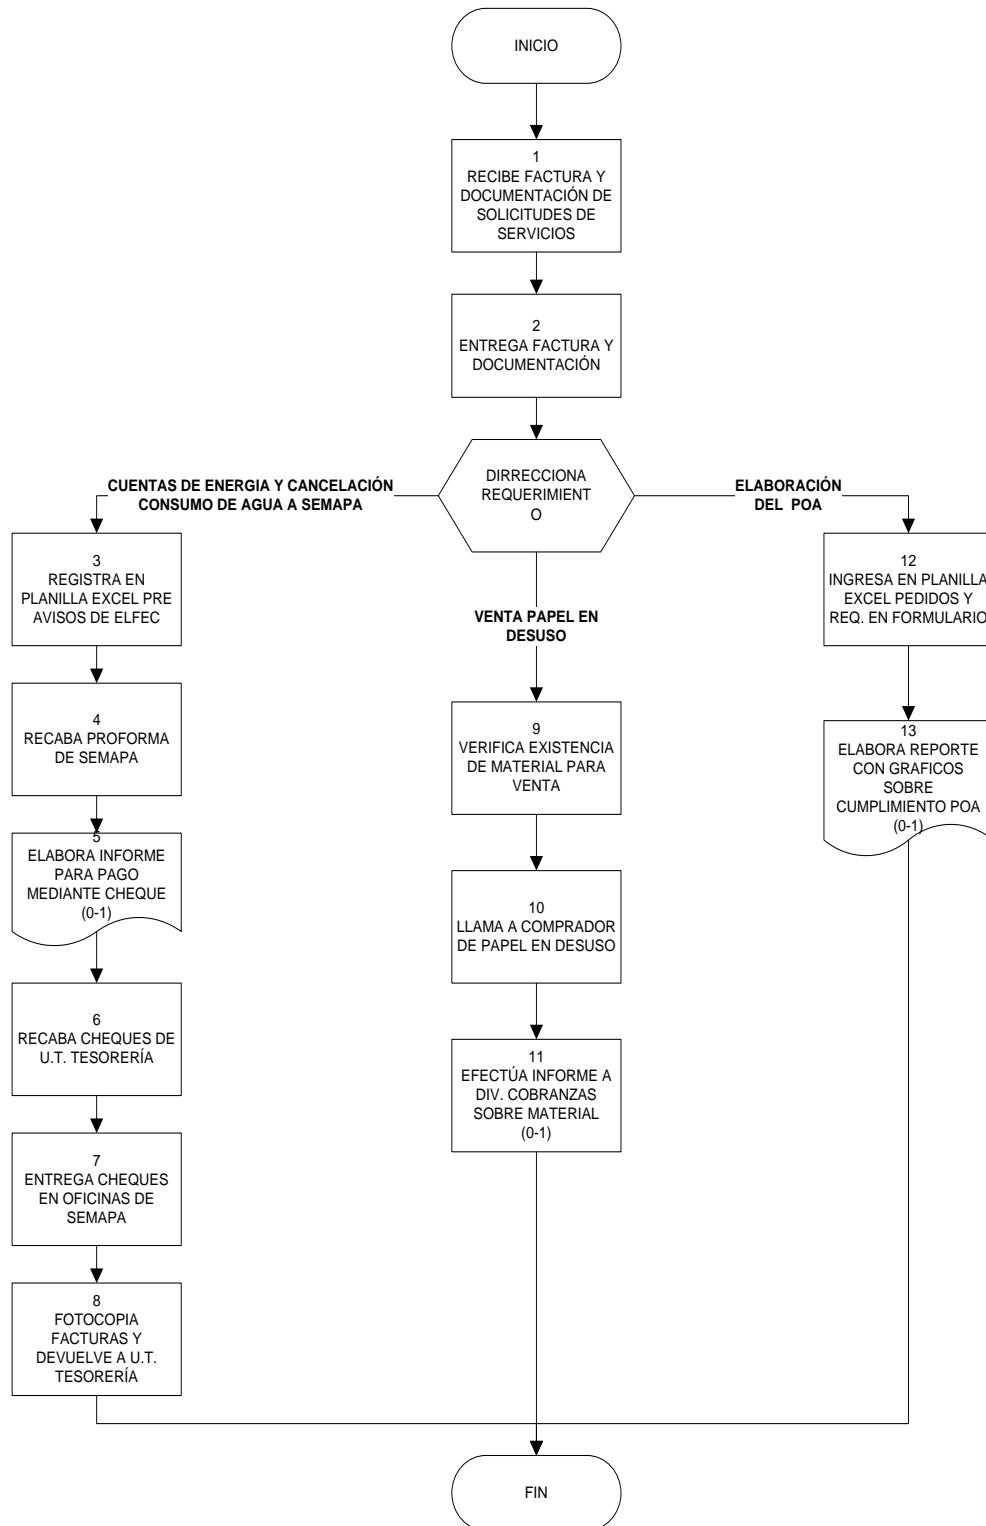 INICIO
1
RECIBE FACTURA Y
DOCUMENTACIÓN DE
SOLICITUDES DE
SERVICIOS
2
ENTREGA FACTURA Y
DOCUMENTACIÓN
DIRRECCIONA
REQUERIMIENT
O
CUENTAS DE ENERGIA Y CANCELACIÓN
CONSUMO DE AGUA A SEMAPA
3
REGISTRA EN
PLANILLA EXCEL PRE
AVISOS DE ELFEC
4
RECABA PROFORMA
DE SEMAPA
5
ELABORA INFORME
PARA PAGO
MEDIANTE CHEQUE
(0-1)
6
RECABA CHEQUES DE
U.T. TESORERÍA
7
ENTREGA CHEQUES
EN OFICINAS DE
SEMAPA
8
FOTOCOPIA
FACTURAS Y
DEVUELVE A U.T.
TESORERÍA
VENTA PAPEL EN
DESUSO
9
VERIFICA EXISTENCIA
DE MATERIAL PARA
VENTA
10
LLAMA A COMPRADOR
DE PAPEL EN DESUSO
11
EFECTÚA INFORME A
DIV. COBRANZAS
SOBRE MATERIAL
(0-1)
ELABORACIÓN
DEL POA
12
INGRESA EN PLANILLA
EXCEL PEDIDOS Y
REQ. EN FORMULARIO
13
ELABORA REPORTE
CON GRAFICOS
SOBRE
CUMPLIMIENTO POA
(0-1)
FIN